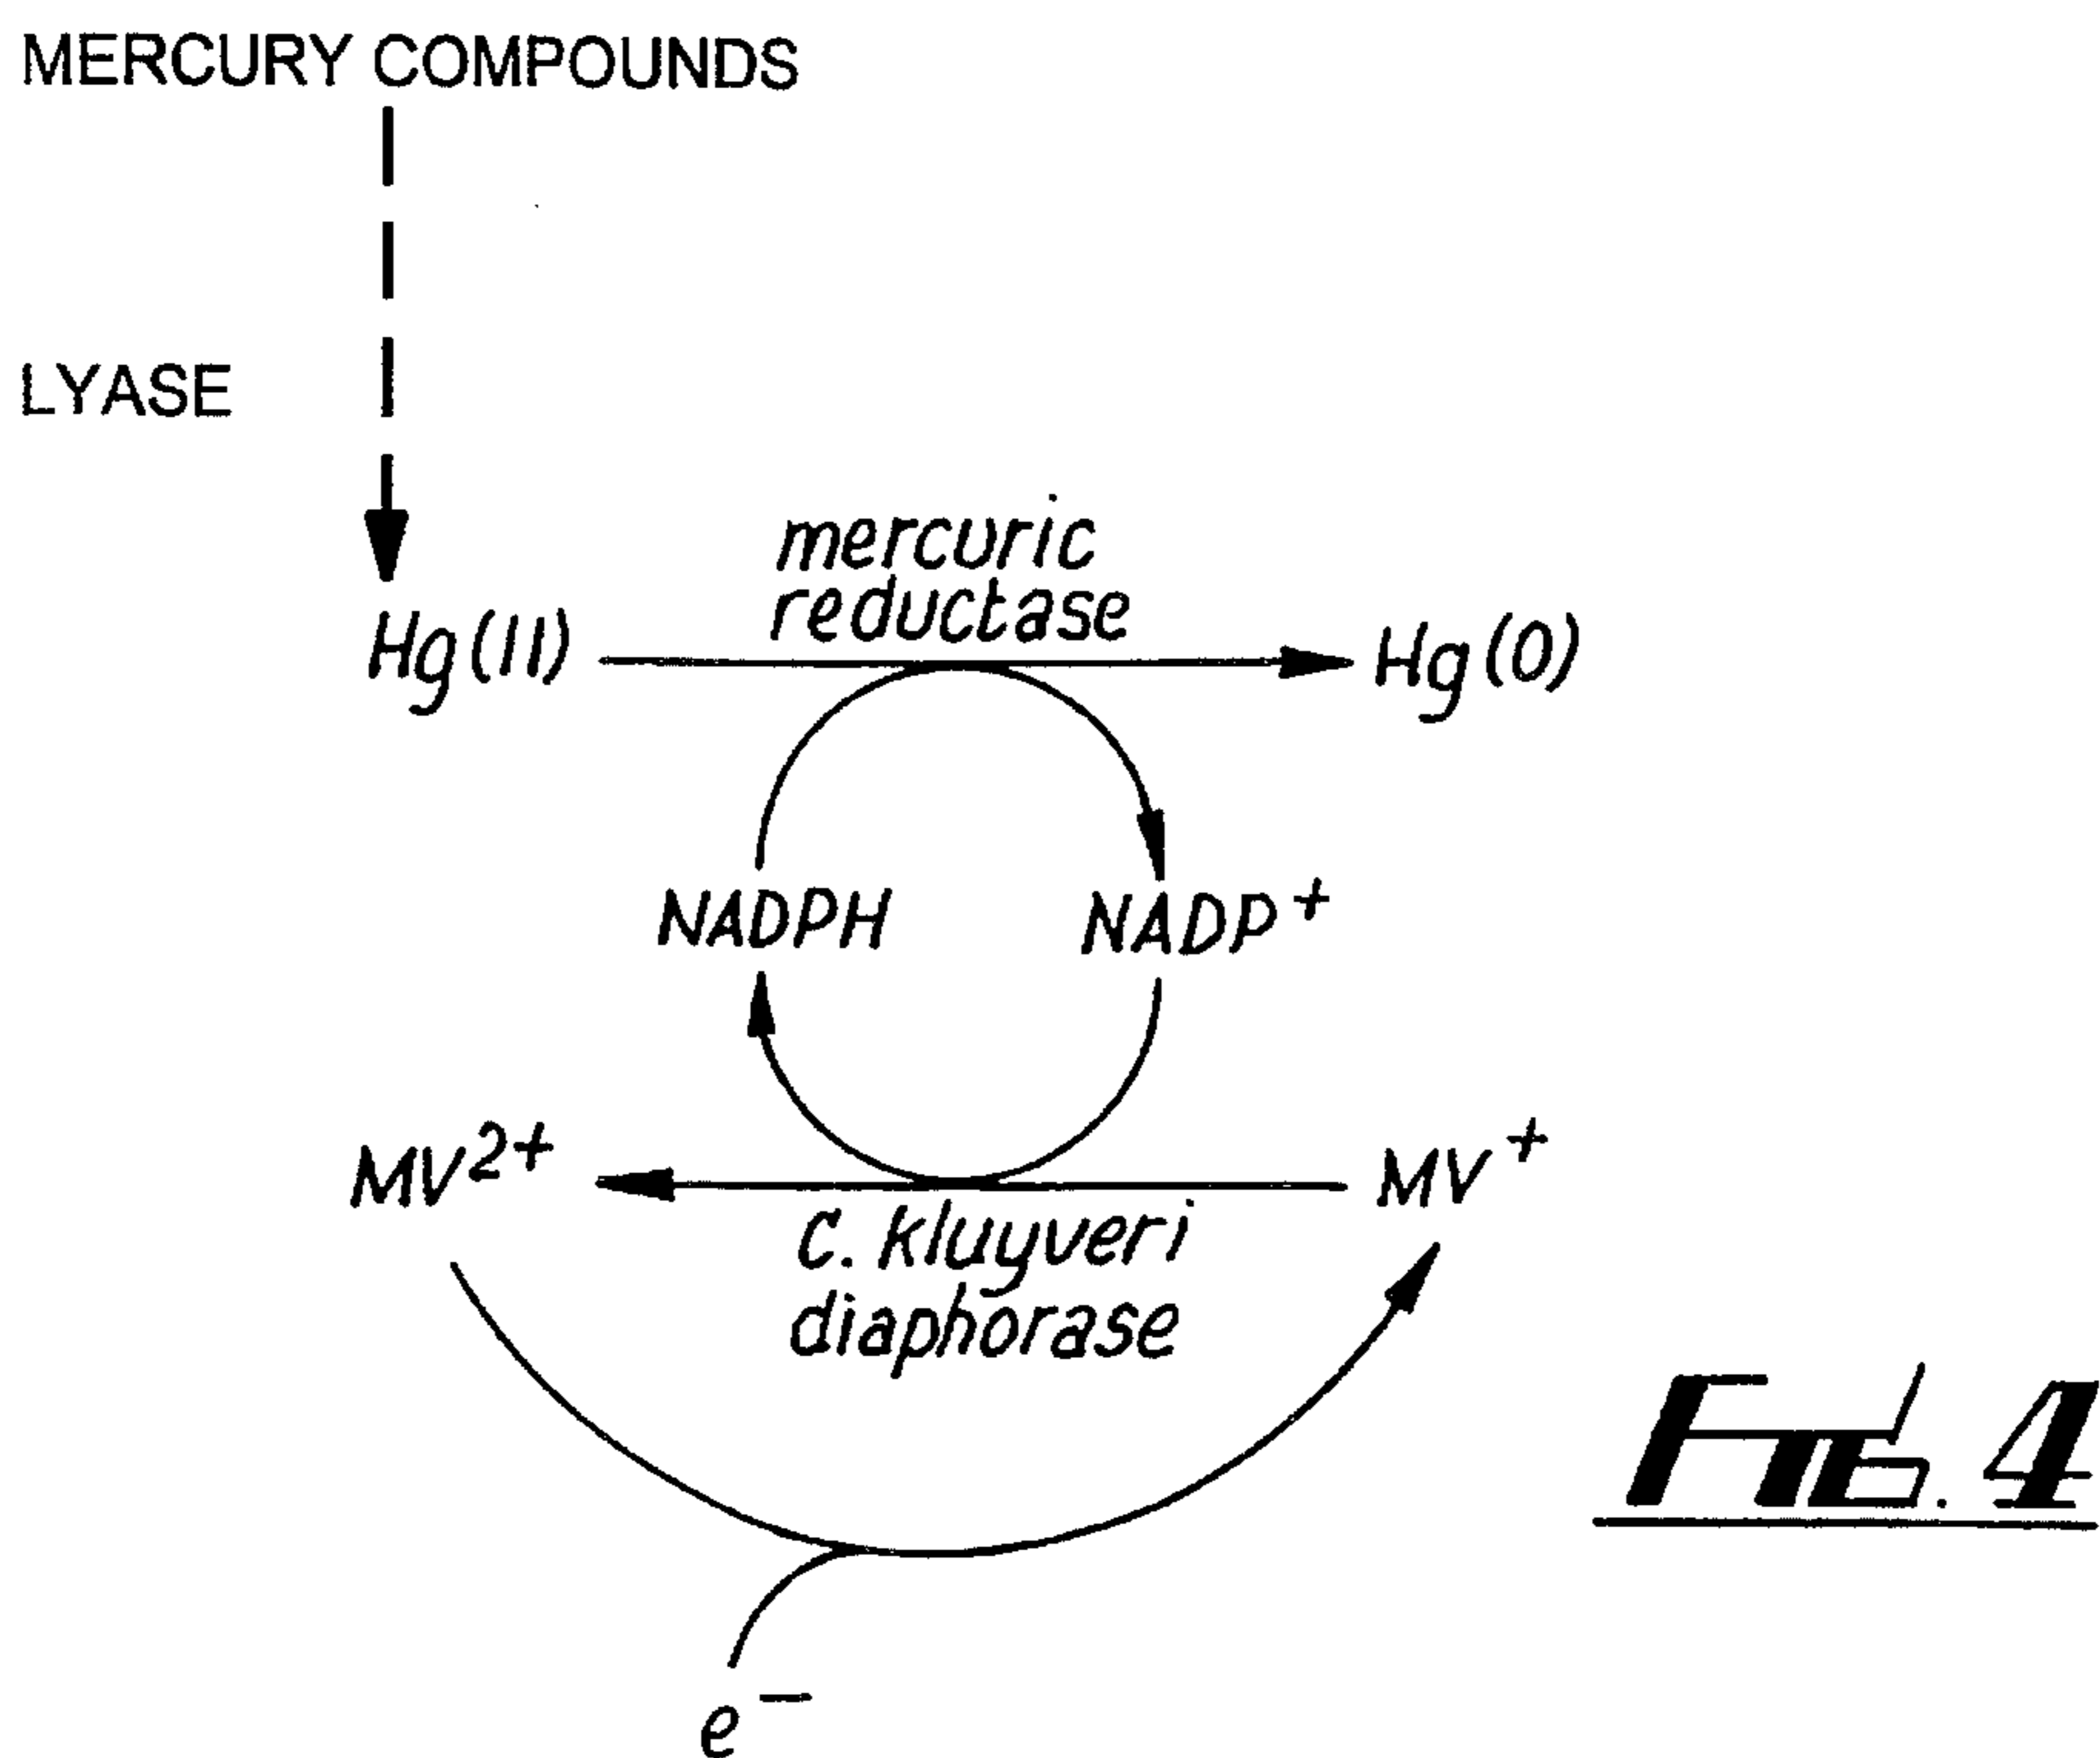 MERCURY COMPOUNDS
LYASE
mercuric
reductase
Hg(II)
Hg(0)
NADPH
NADP+
MV2+
MV+
C. kluyveri
diaphorase
e−
FIG. 4